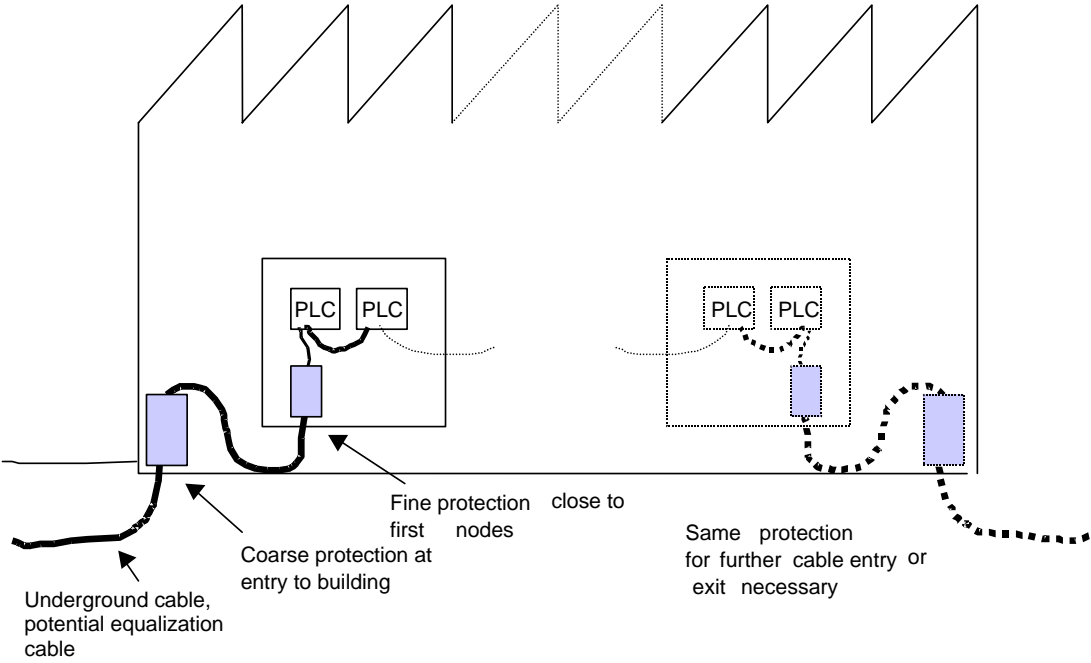 PLC PLC
PLC PLC
Fine protection close to
first nodes
Coarse protection at
entry to building
Underground cable,
potential equalization
cable
Same protection
for further cable entry or
exit necessary